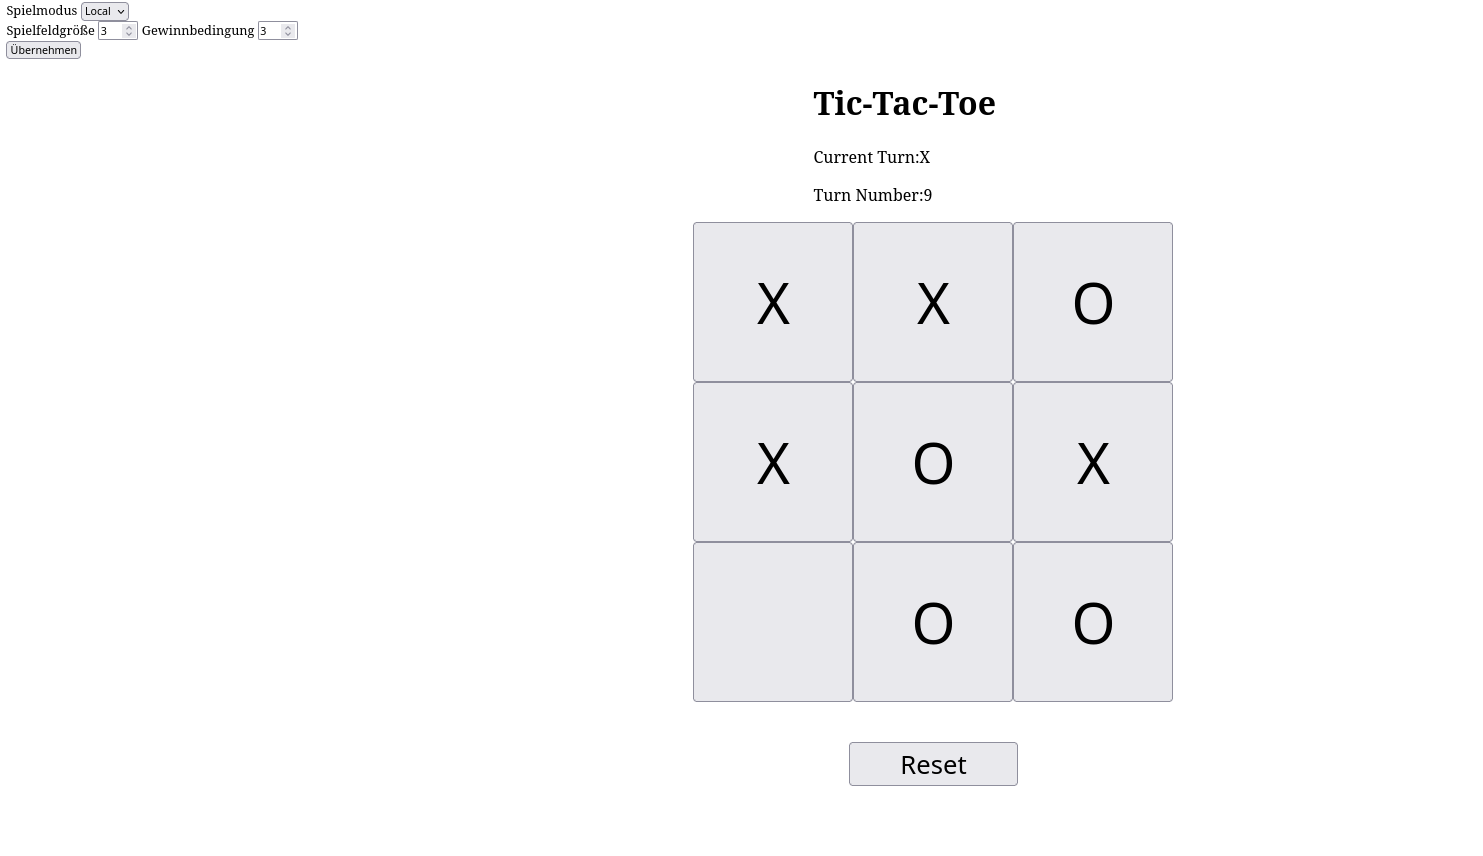 Spielmodus Local
Spielfeldgröße 3 Gewinnbedingung 3
Übernehmen
Tic-Tac-Toe
Current Turn:X
Turn Number:9
X X O
X O X
O O
Reset